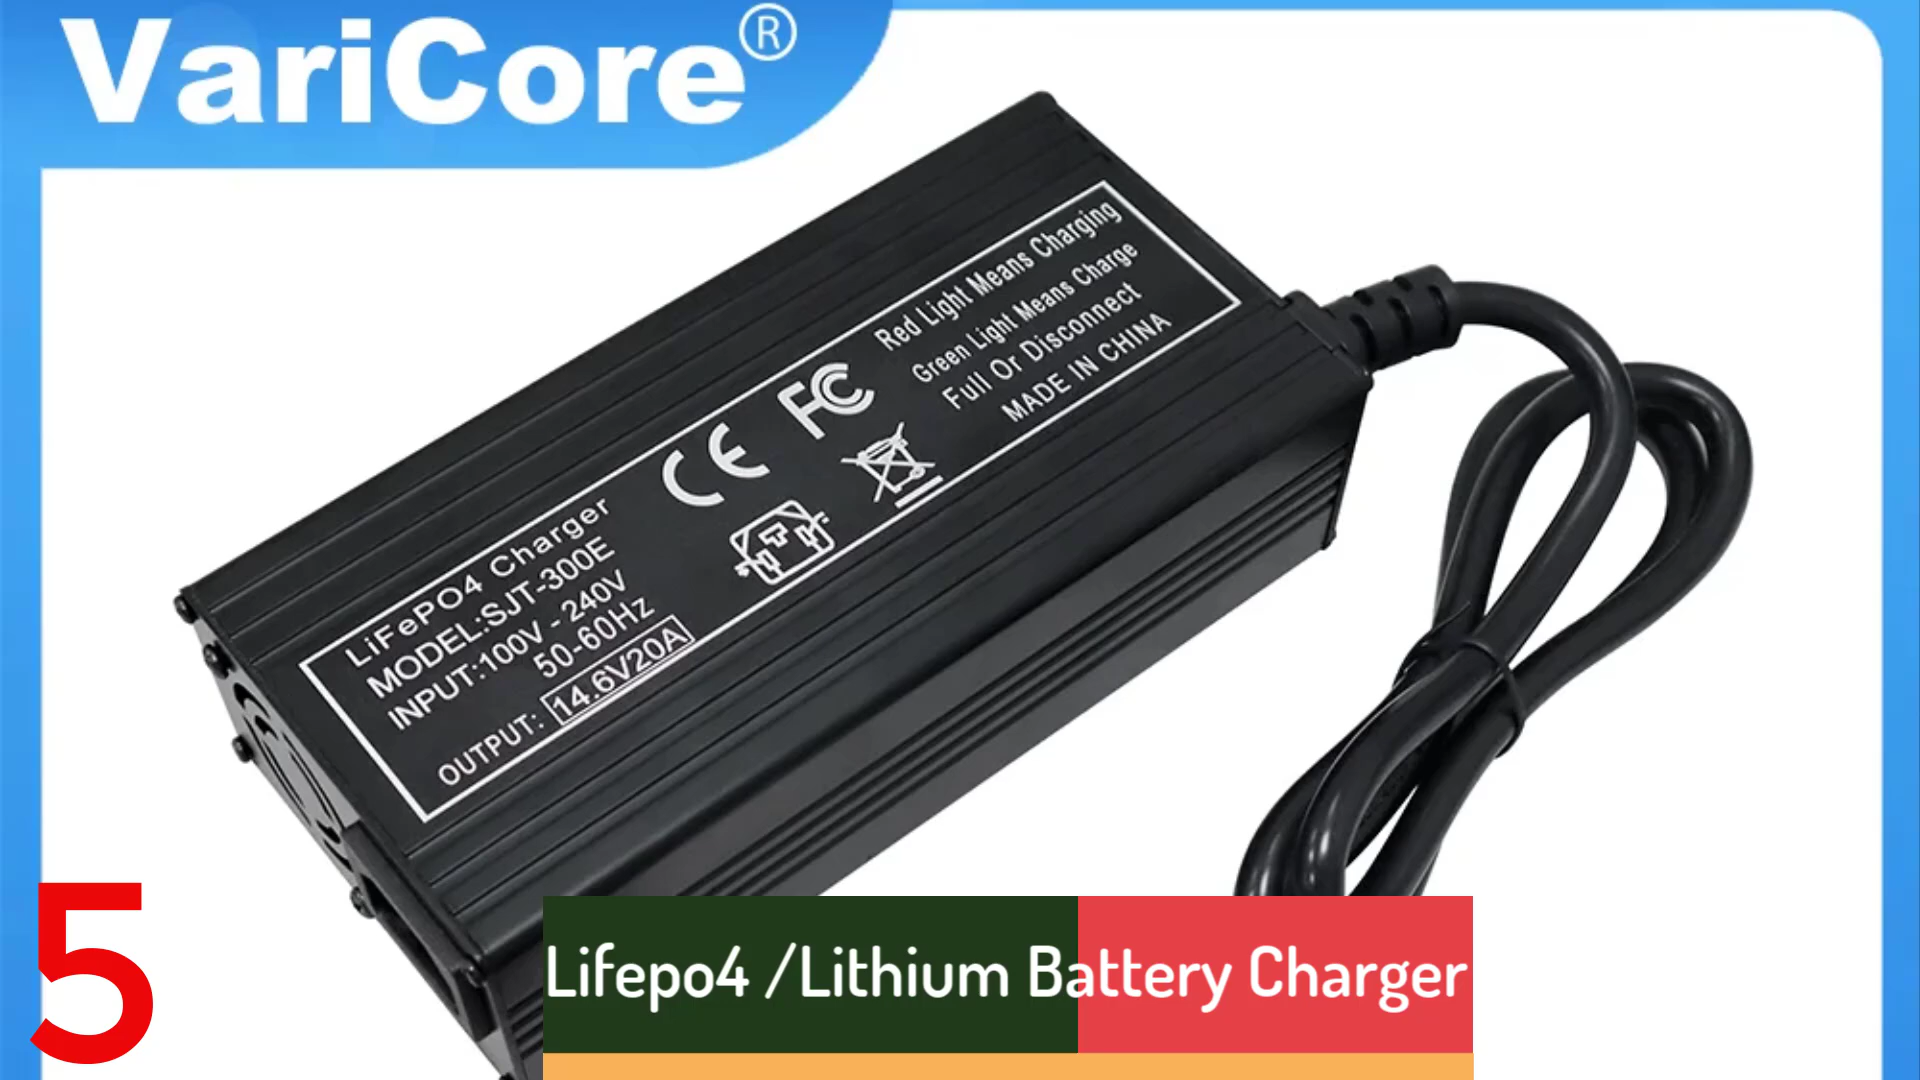 VariCore®
Red Light Means Charging
Green Light Means Charge
Full Or Disconnect
MADE IN CHINA
CE FC
LiFePO4 Charger
MODEL:SJT-300E
INPUT:100V - 240V
50-60Hz
OUTPUT: 14.6V20A
5
Lifepo4 /Lithium Battery Charger